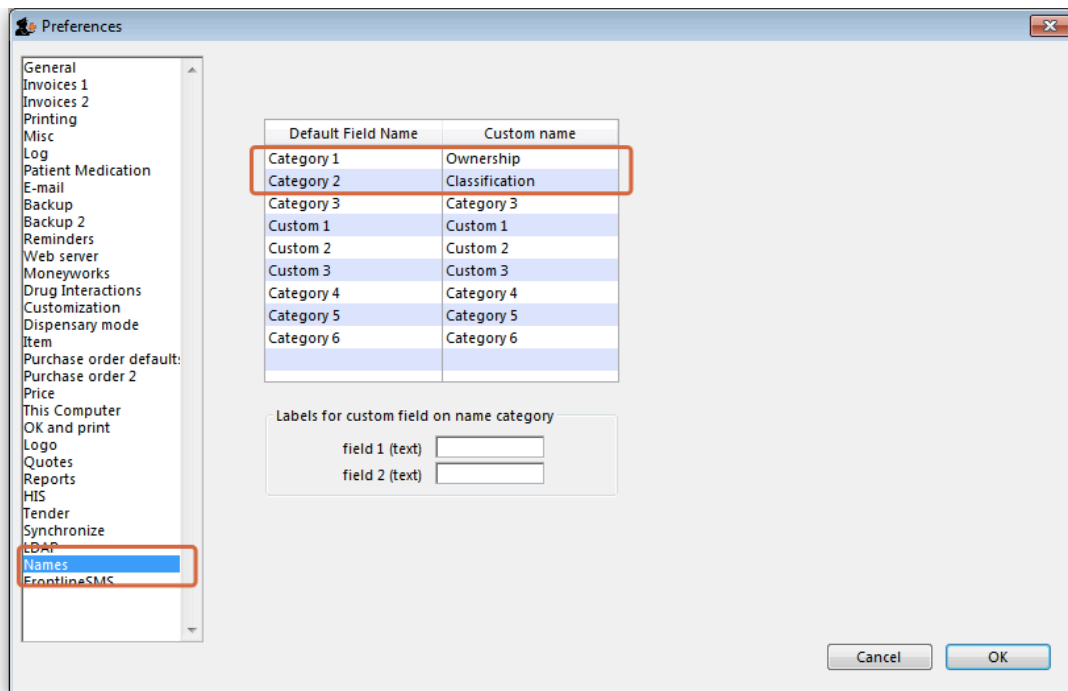 Preferences
General
Invoices 1
Invoices 2
Printing
Misc
Log
Patient Medication
E-mail
Backup
Backup 2
Reminders
Web server
Moneyworks
Drug Interactions
Customization
Dispensary mode
Item
Purchase order defaults
Purchase order 2
Price
This Computer
OK and print
Logo
Quotes
Reports
HIS
Tender
Synchronize
LDAP
Names
FrontlineSMS
Default Field Name Custom name
Category 1 Ownership
Category 2 Classification
Category 3 Category 3
Custom 1 Custom 1
Custom 2 Custom 2
Custom 3 Custom 3
Category 4 Category 4
Category 5 Category 5
Category 6 Category 6
Labels for custom field on name category
field 1 (text)
field 2 (text)
Cancel OK